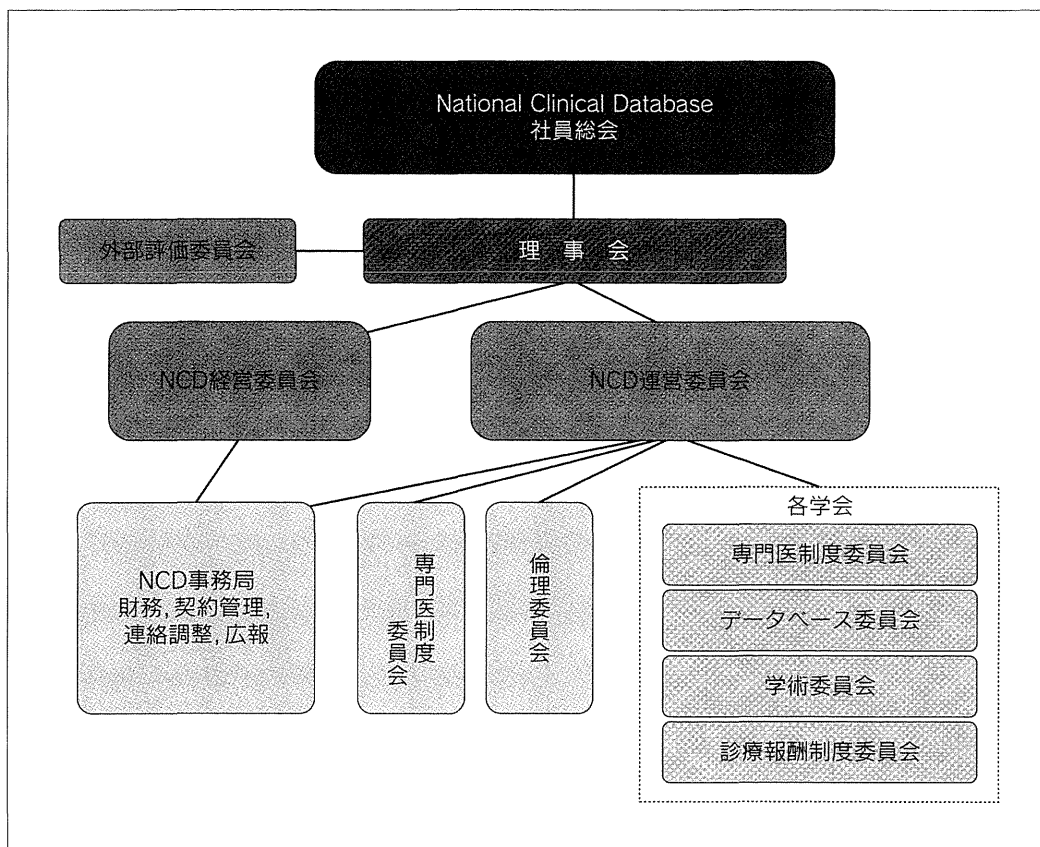 National Clinical Database
社員総会
外部評価委員会
理 事 会
NCD経営委員会
NCD運営委員会
NCD事務局
財務, 契約管理,
連絡調整, 広報
専門医制度
委員会
倫理委員会
各学会
専門医制度委員会
データベース委員会
学術委員会
診療報酬制度委員会